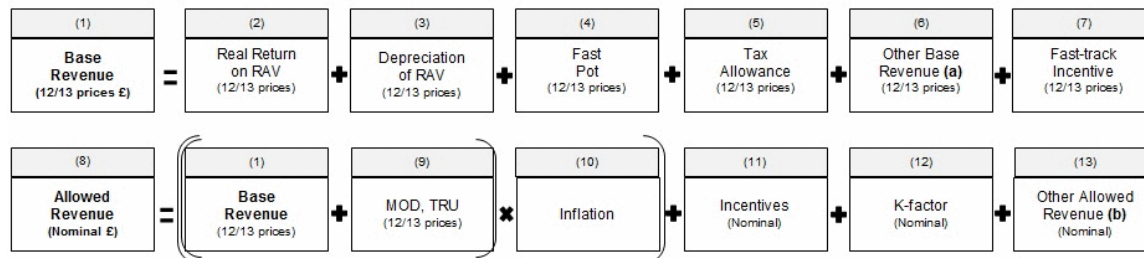 (1) (2) (3) (4) (5) (6) (7)
Base Revenue (12/13 prices £) = Real Return on RAV (12/13 prices) + Depreciation of RAV (12/13 prices) + Fast Pot (12/13 prices) + Tax Allowance (12/13 prices) + Other Base Revenue (a) (12/13 prices) + Fast-track Incentive (12/13 prices)
(8) (1) (9) (10) (11) (12) (13)
Allowed Revenue (Nominal £) = ((Base Revenue (12/13 prices) + MOD, TRU (12/13 prices)) × Inflation) + Incentives (Nominal) + K-factor (Nominal) + Other Allowed Revenue (b) (Nominal)